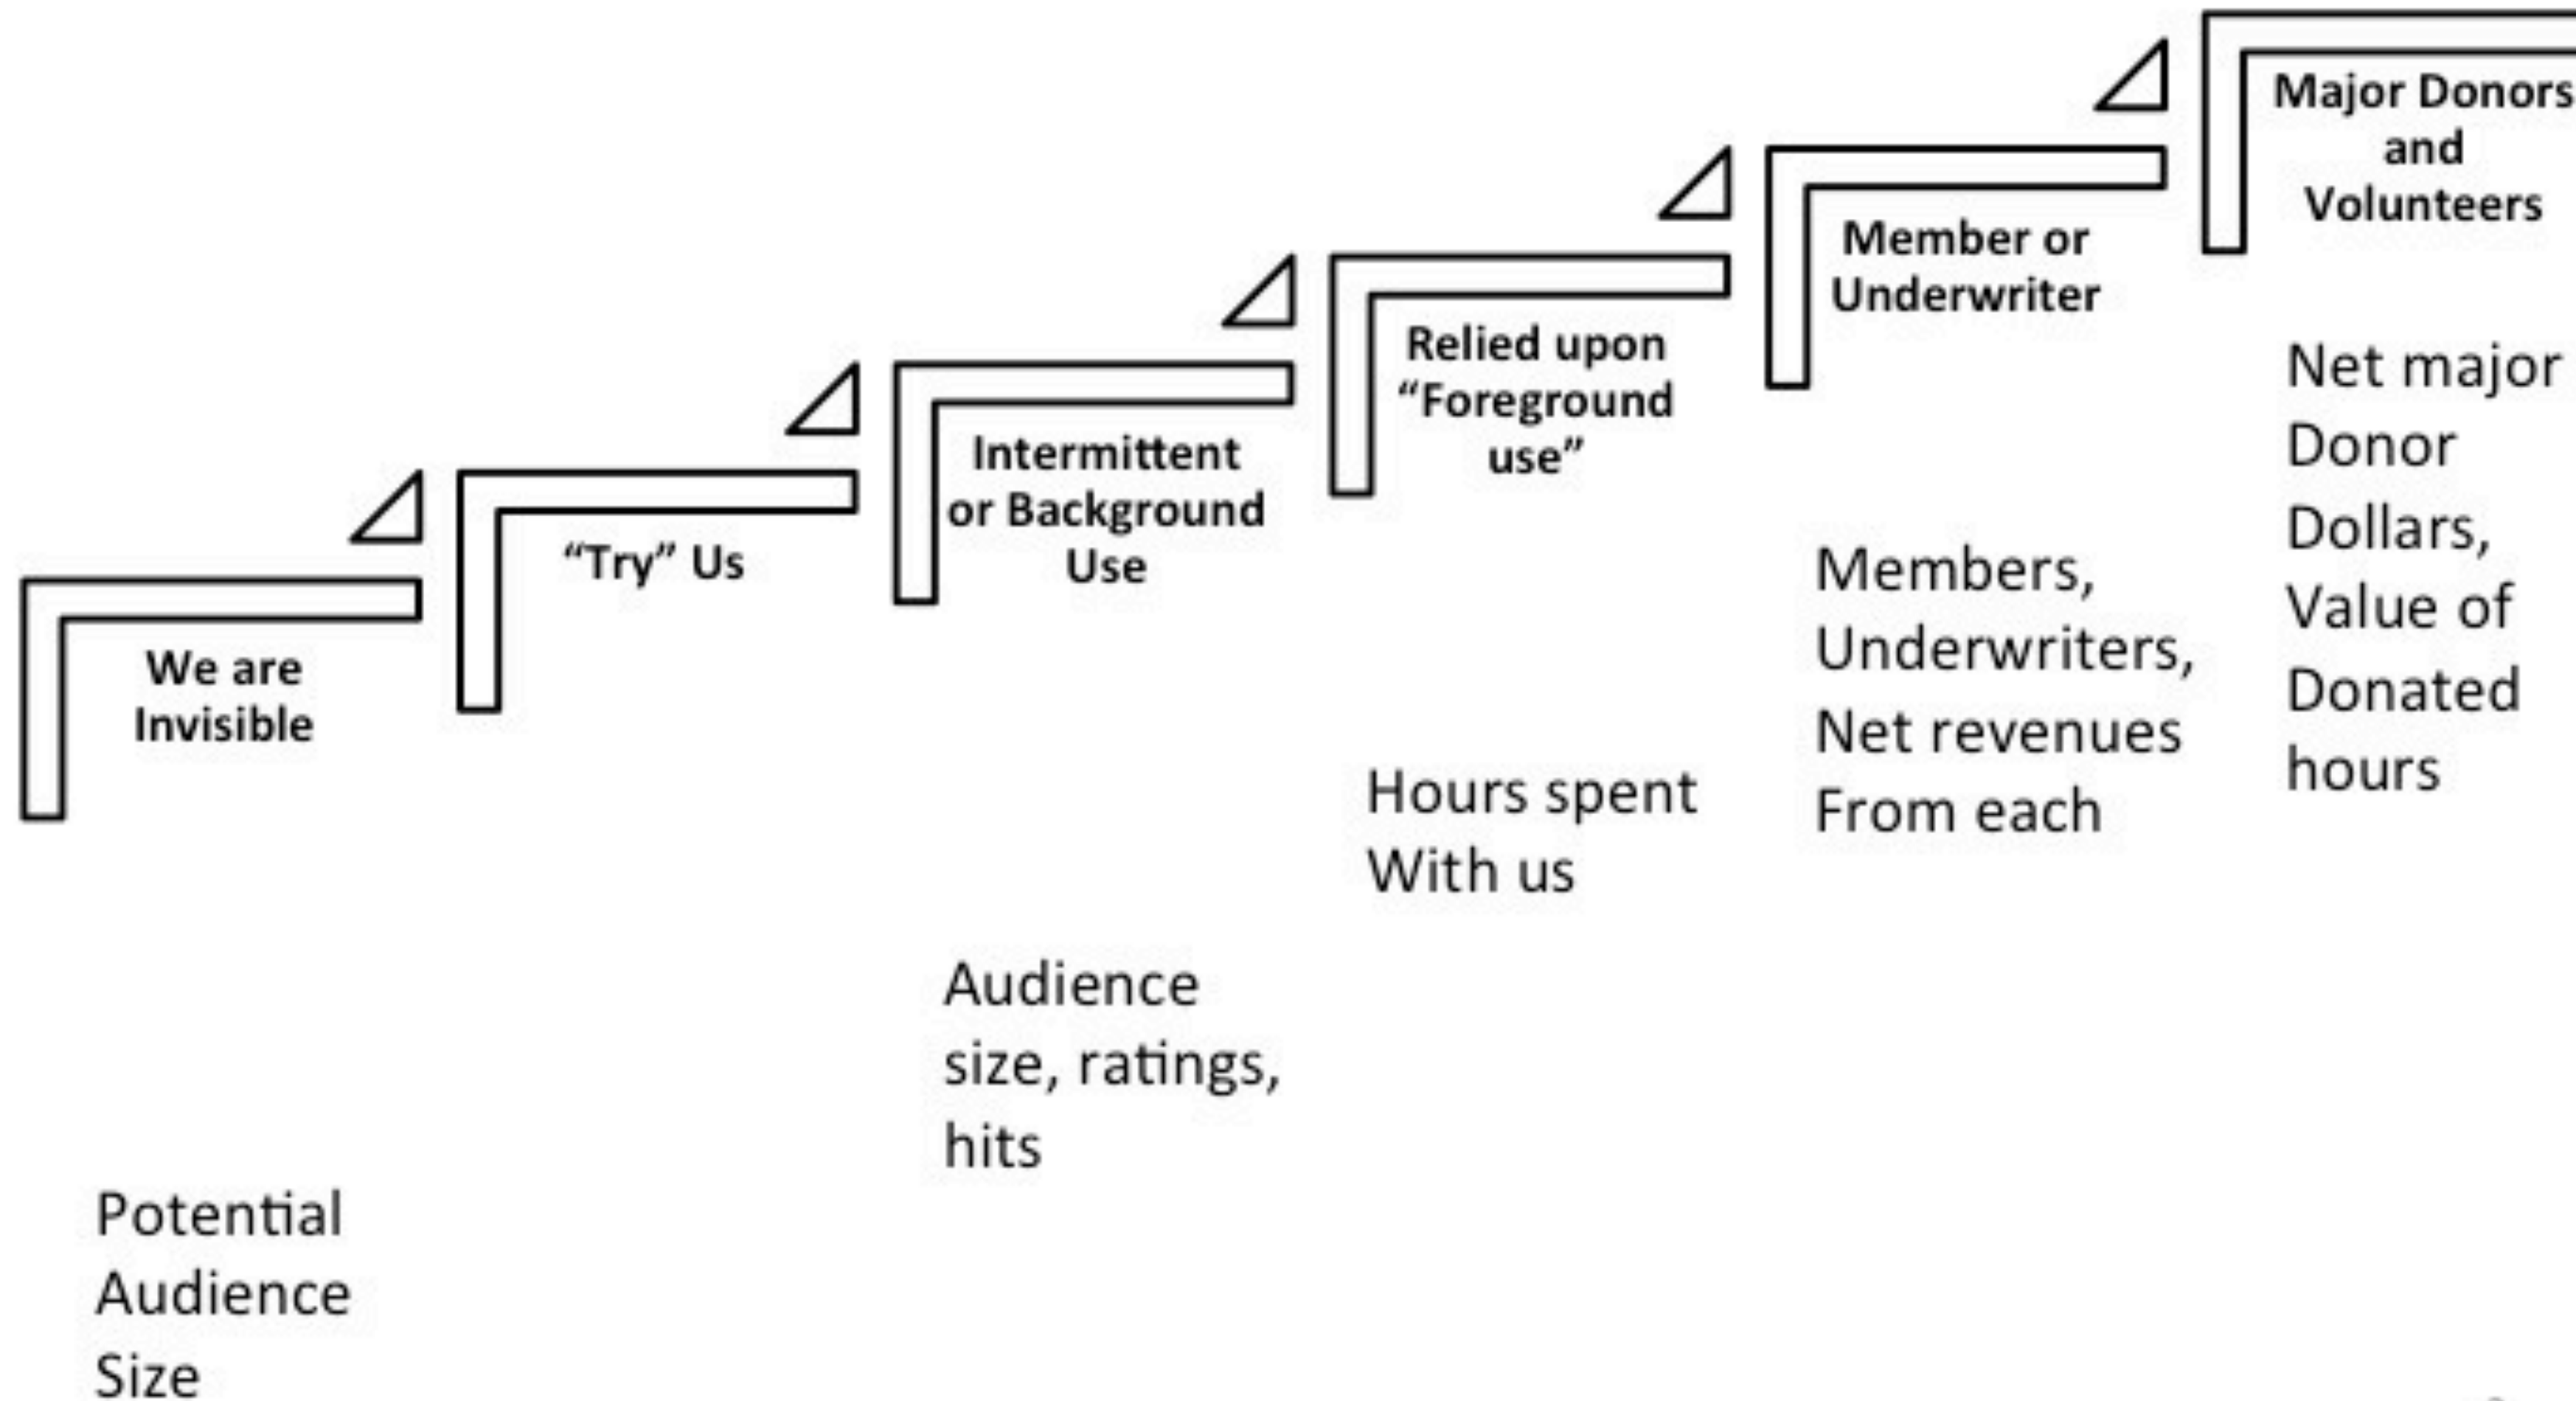 We are
Invisible
“Try” Us
Intermittent
or Background
Use
Relied upon
“Foreground
use”
Member or
Underwriter
Major Donors
and
Volunteers
Potential
Audience
Size
Audience
size, ratings,
hits
Hours spent
With us
Members,
Underwriters,
Net revenues
From each
Net major
Donor
Dollars,
Value of
Donated
hours